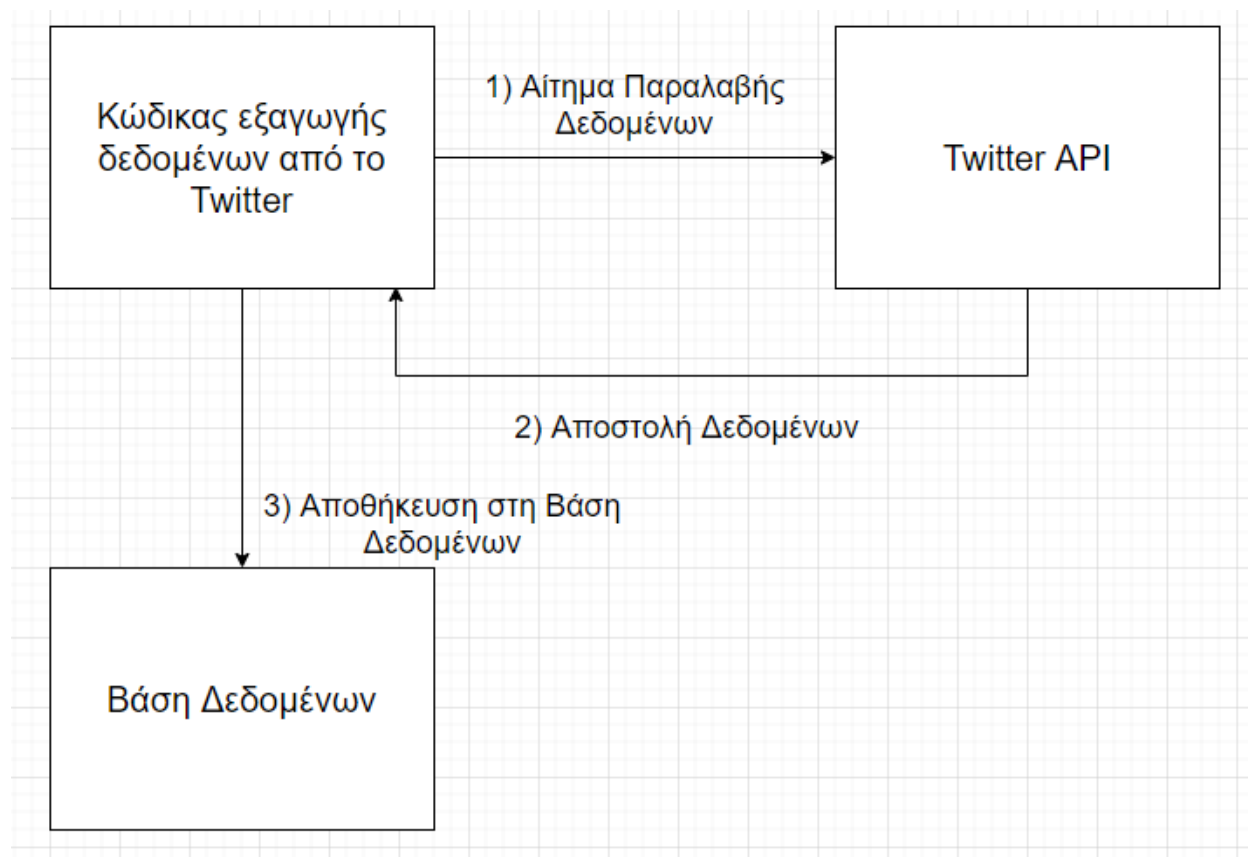 Κώδικας εξαγωγής
δεδομένων από το
Twitter
1) Αίτημα Παραλαβής
Δεδομένων
Twitter API
2) Αποστολή Δεδομένων
3) Αποθήκευση στη Βάση
Δεδομένων
Βάση Δεδομένων